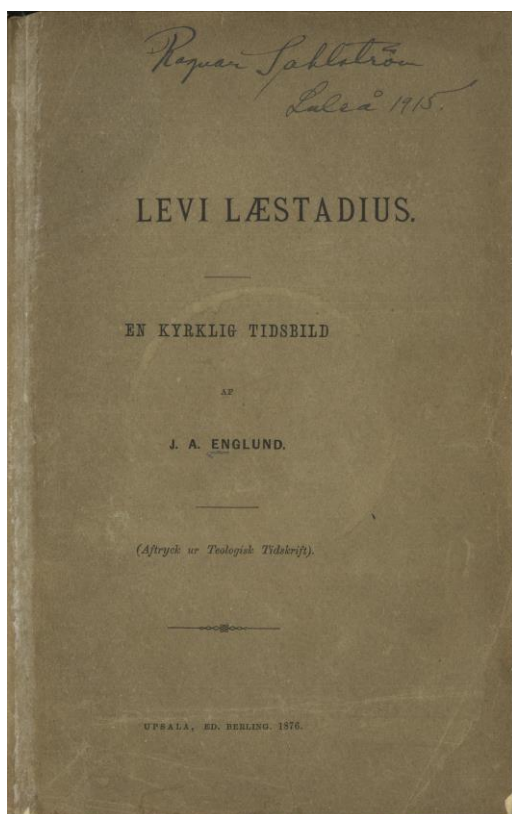 Ragnar Sahlström
Luleå 1915.
LEVI LÆSTADIUS.
EN KYRKLIG TIDSBILD
AF
J. A. ENGLUND.
(Aftryck ur Teologisk Tidskrift).
UPSALA, ED. BERLING. 1876.